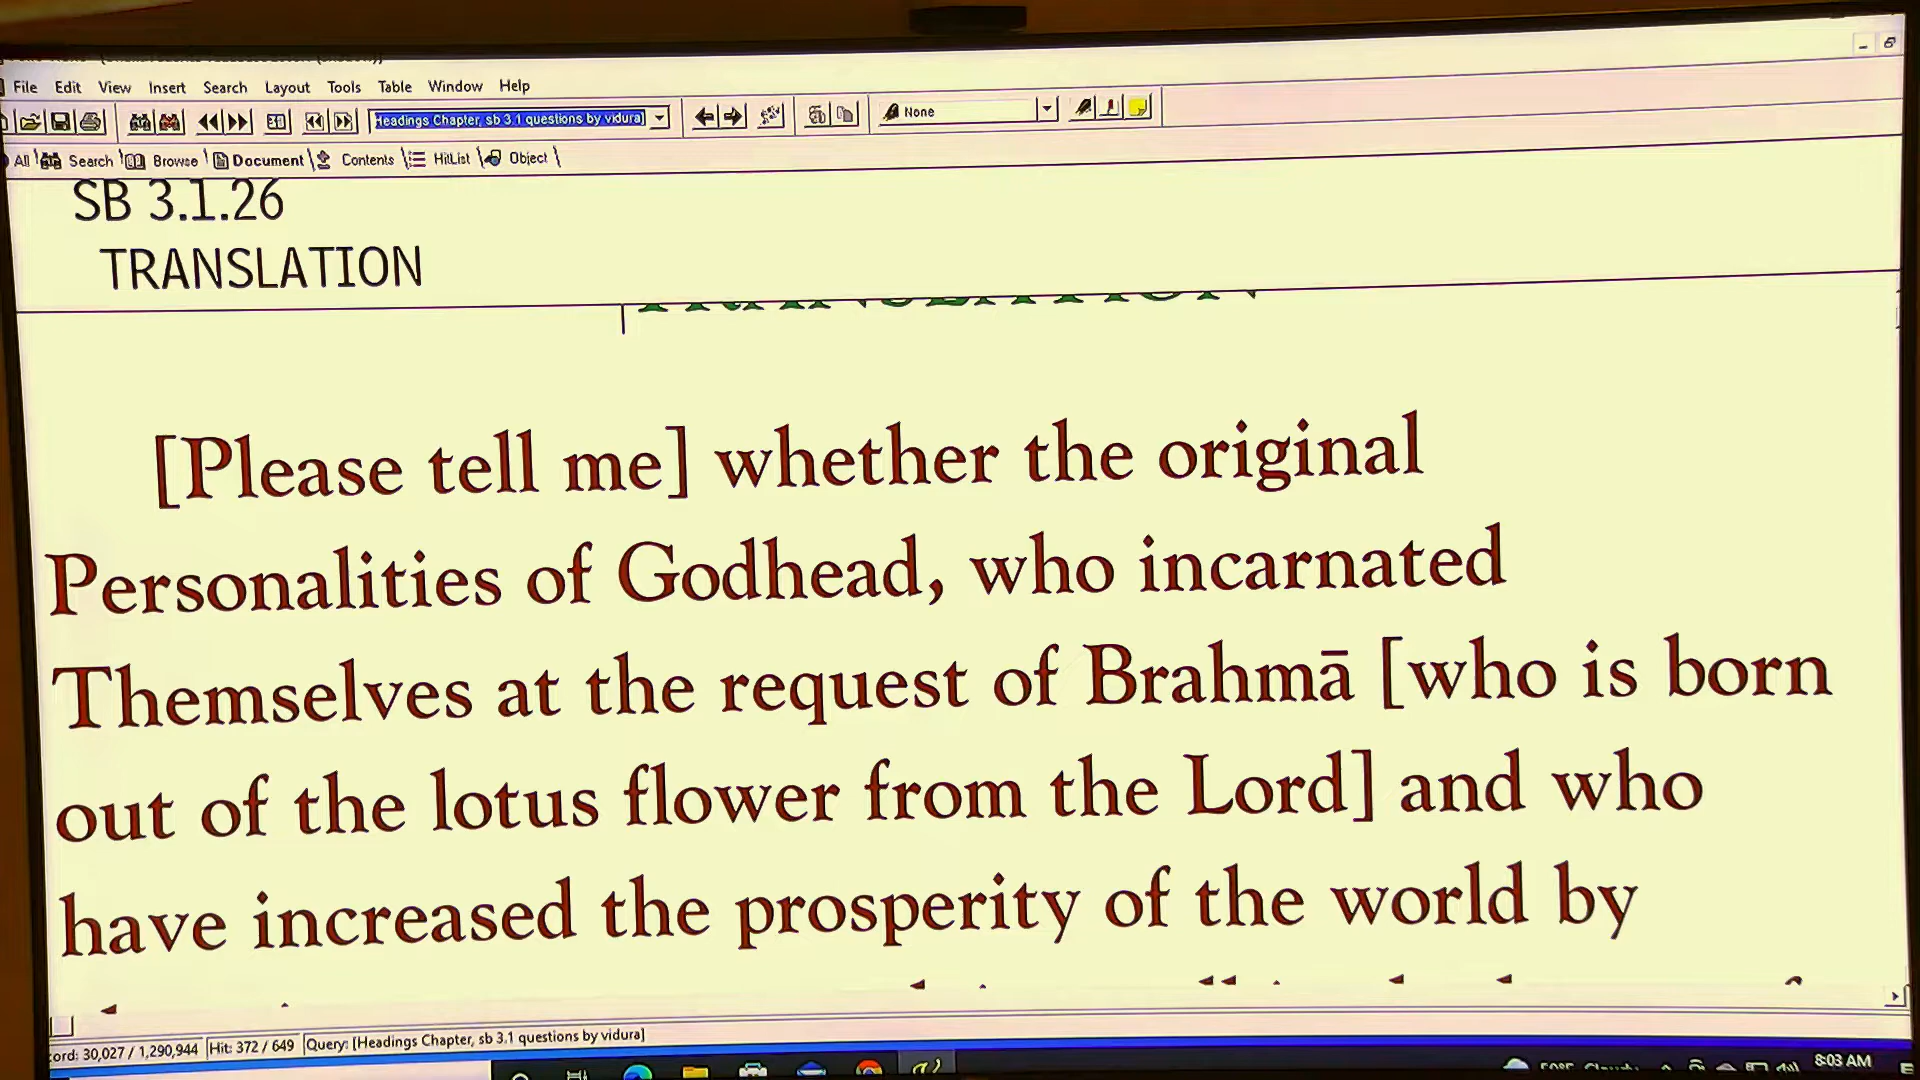 File Edit View Insert Search Layout Tools Table Window Help
Headings Chapter, sb 3.1 questions by vidura]
None
All Search Browse Document Contents HitList Object
SB 3.1.26
TRANSLATION
TRANSLATION
[Please tell me] whether the original
Personalities of Godhead, who incarnated
Themselves at the request of Brahmā [who is born
out of the lotus flower from the Lord] and who
have increased the prosperity of the world by
ord: 30,027 / 1,290,944 Hit: 372 / 649 Query: [Headings Chapter, sb 3.1 questions by vidura]
8:03 AM